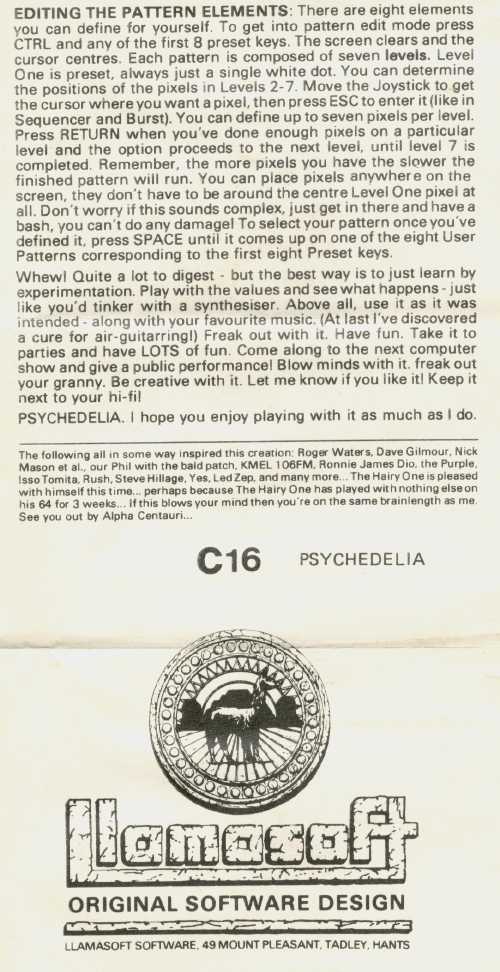 EDITING THE PATTERN ELEMENTS: There are eight elements
you can define for yourself. To get into pattern edit mode press
CTRL and any of the first 8 preset keys. The screen clears and the
cursor centres. Each pattern is composed of seven levels. Level
One is preset, always just a single white dot. You can determine
the positions of the pixels in Levels 2-7. Move the Joystick to get
the cursor where you want a pixel, then press ESC to enter it (like in
Sequencer and Burst). You can define up to seven pixels per level.
Press RETURN when you've done enough pixels on a particular
level and the option proceeds to the next level, until level 7 is
completed. Remember, the more pixels you have the slower the
finished pattern will run. You can place pixels anywhere on the
screen, they don't have to be around the centre Level One pixel at
all. Don't worry if this sounds complex, just get in there and have a
bash, you can't do any damage! To select your pattern once you've
defined it, press SPACE until it comes up on one of the eight User
Patterns corresponding to the first eight Preset keys.
Whew! Quite a lot to digest - but the best way is to just learn by
experimentation. Play with the values and see what happens - just
like you'd tinker with a synthesiser. Above all, use it as it was
intended - along with your favourite music. (At last I've discovered
a cure for air-guitarring!) Freak out with it. Have fun. Take it to
parties and have LOTS of fun. Come along to the next computer
show and give a public performance! Blow minds with it. freak out
your granny. Be creative with it. Let me know if you like it! Keep it
next to your hi-fi!
PSYCHEDELIA. I hope you enjoy playing with it as much as I do.
The following all in some way inspired this creation: Roger Waters, Dave Gilmour, Nick
Mason et al., our Phil with the bald patch, KMEL 106FM, Ronnie James Dio, the Purple,
Isso Tomita, Rush, Steve Hillage, Yes, Led Zep, and many more... The Hairy One is pleased
with himself this time... perhaps because The Hairy One has played with nothing else on
his 64 for 3 weeks... If this blows your mind then you're on the same brainlength as me.
See you out by Alpha Centauri...
C16 PSYCHEDELIA
llamasoft
ORIGINAL SOFTWARE DESIGN
LLAMASOFT SOFTWARE, 49 MOUNT PLEASANT, TADLEY, HANTS